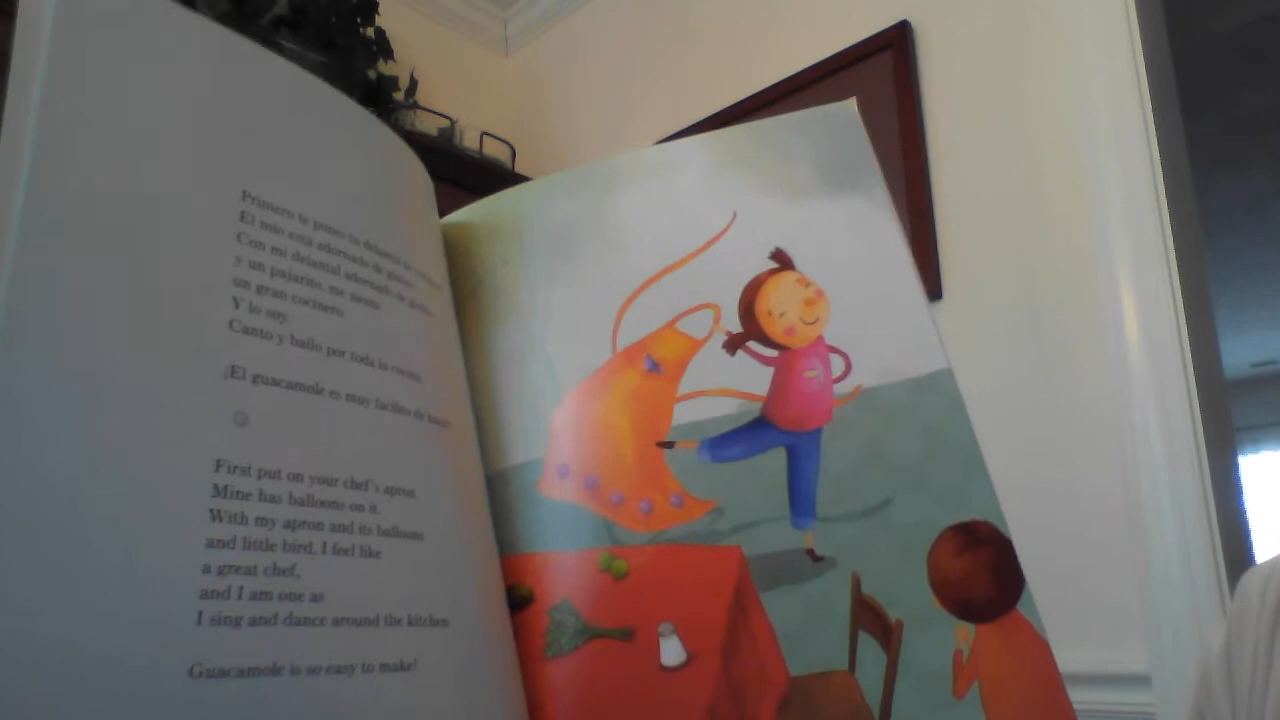 Primero te pones tu delantal de
El mío está adornado de globos
Con mi delantal adornado de globos
y un pajarito, me siento
un gran cocinero.
Y lo soy.
Canto y bailo por toda la cocina.
¡El guacamole es muy facilito de hacer!
First put on your chef's apron.
Mine has balloons on it.
With my apron and its balloons
and little bird, I feel like
a great chef,
and I am one as
I sing and dance around the kitchen
Guacamole is so easy to make!